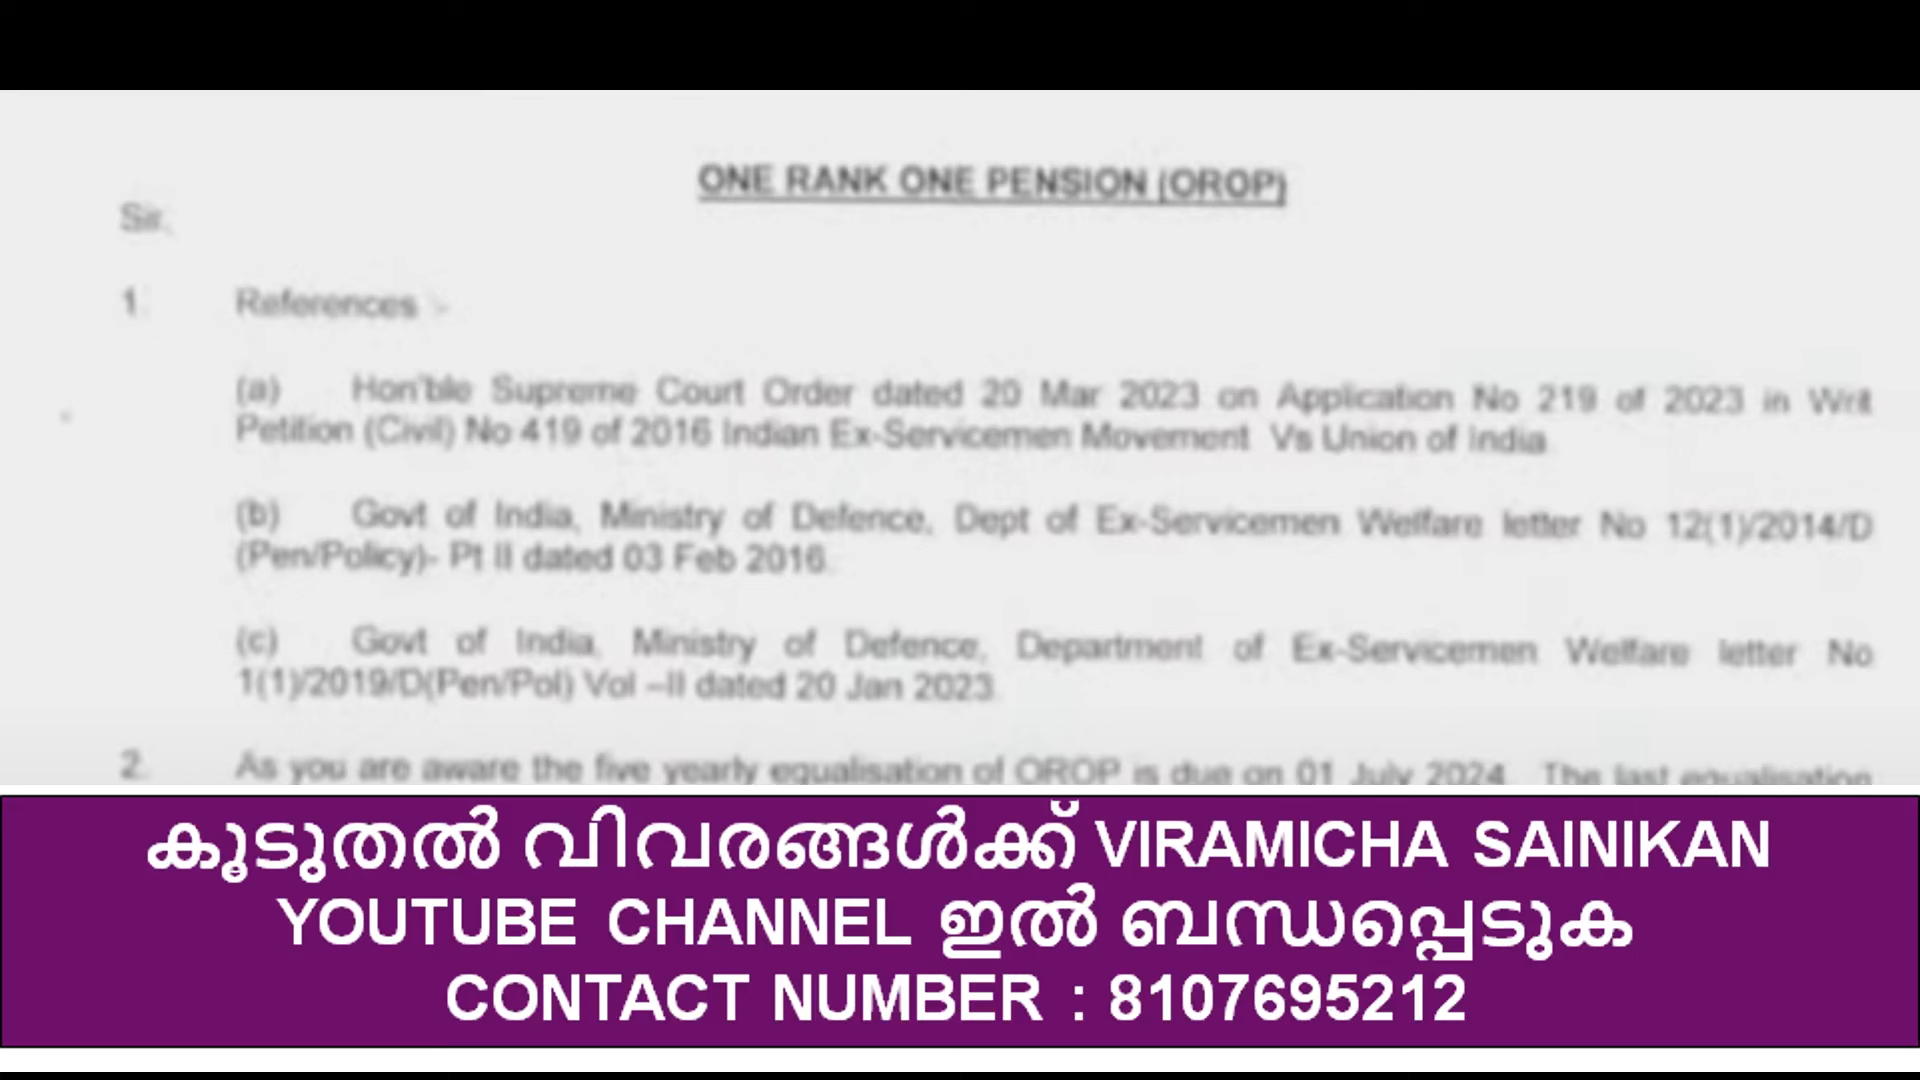 ONE RANK ONE PENSION (OROP)
Sir,
1. References :-
(a) Hon'ble Supreme Court Order dated 20 Mar 2023 on Application No 219 of 2023 in Writ
Petition (Civil) No 419 of 2016 Indian Ex-Servicemen Movement Vs Union of India.
(b) Govt of India, Ministry of Defence, Dept of Ex-Servicemen Welfare letter No 12(1)/2014/D
(Pen/Policy)- Pt II dated 03 Feb 2016.
(c) Govt of India, Ministry of Defence, Department of Ex-Servicemen Welfare letter No
1(1)/2019/D(Pen/Pol) Vol –II dated 20 Jan 2023.
2. As you are aware the five yearly equalisation of OROP is due on 01 July 2024. The last equalisation
കൂടുതൽ വിവരങ്ങൾക്ക് VIRAMICHA SAINIKAN
YOUTUBE CHANNEL ഇൽ ബന്ധപ്പെടുക
CONTACT NUMBER : 8107695212